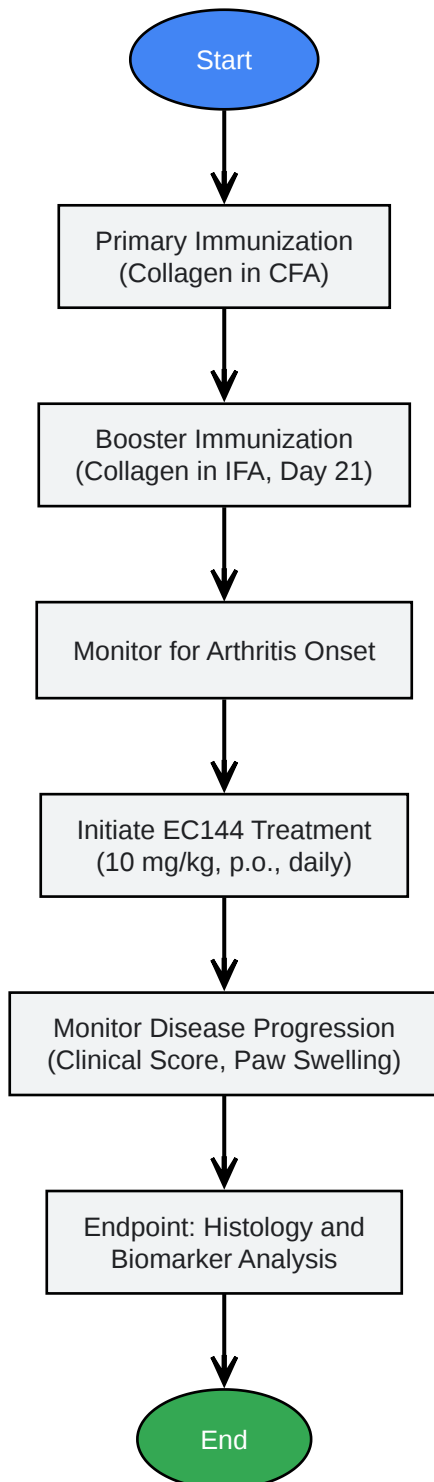 Start
Primary Immunization
(Collagen in CFA)
Booster Immunization
(Collagen in IFA, Day 21)
Monitor for Arthritis Onset
Initiate EC144 Treatment
(10 mg/kg, p.o., daily)
Monitor Disease Progression
(Clinical Score, Paw Swelling)
Endpoint: Histology and
Biomarker Analysis
End